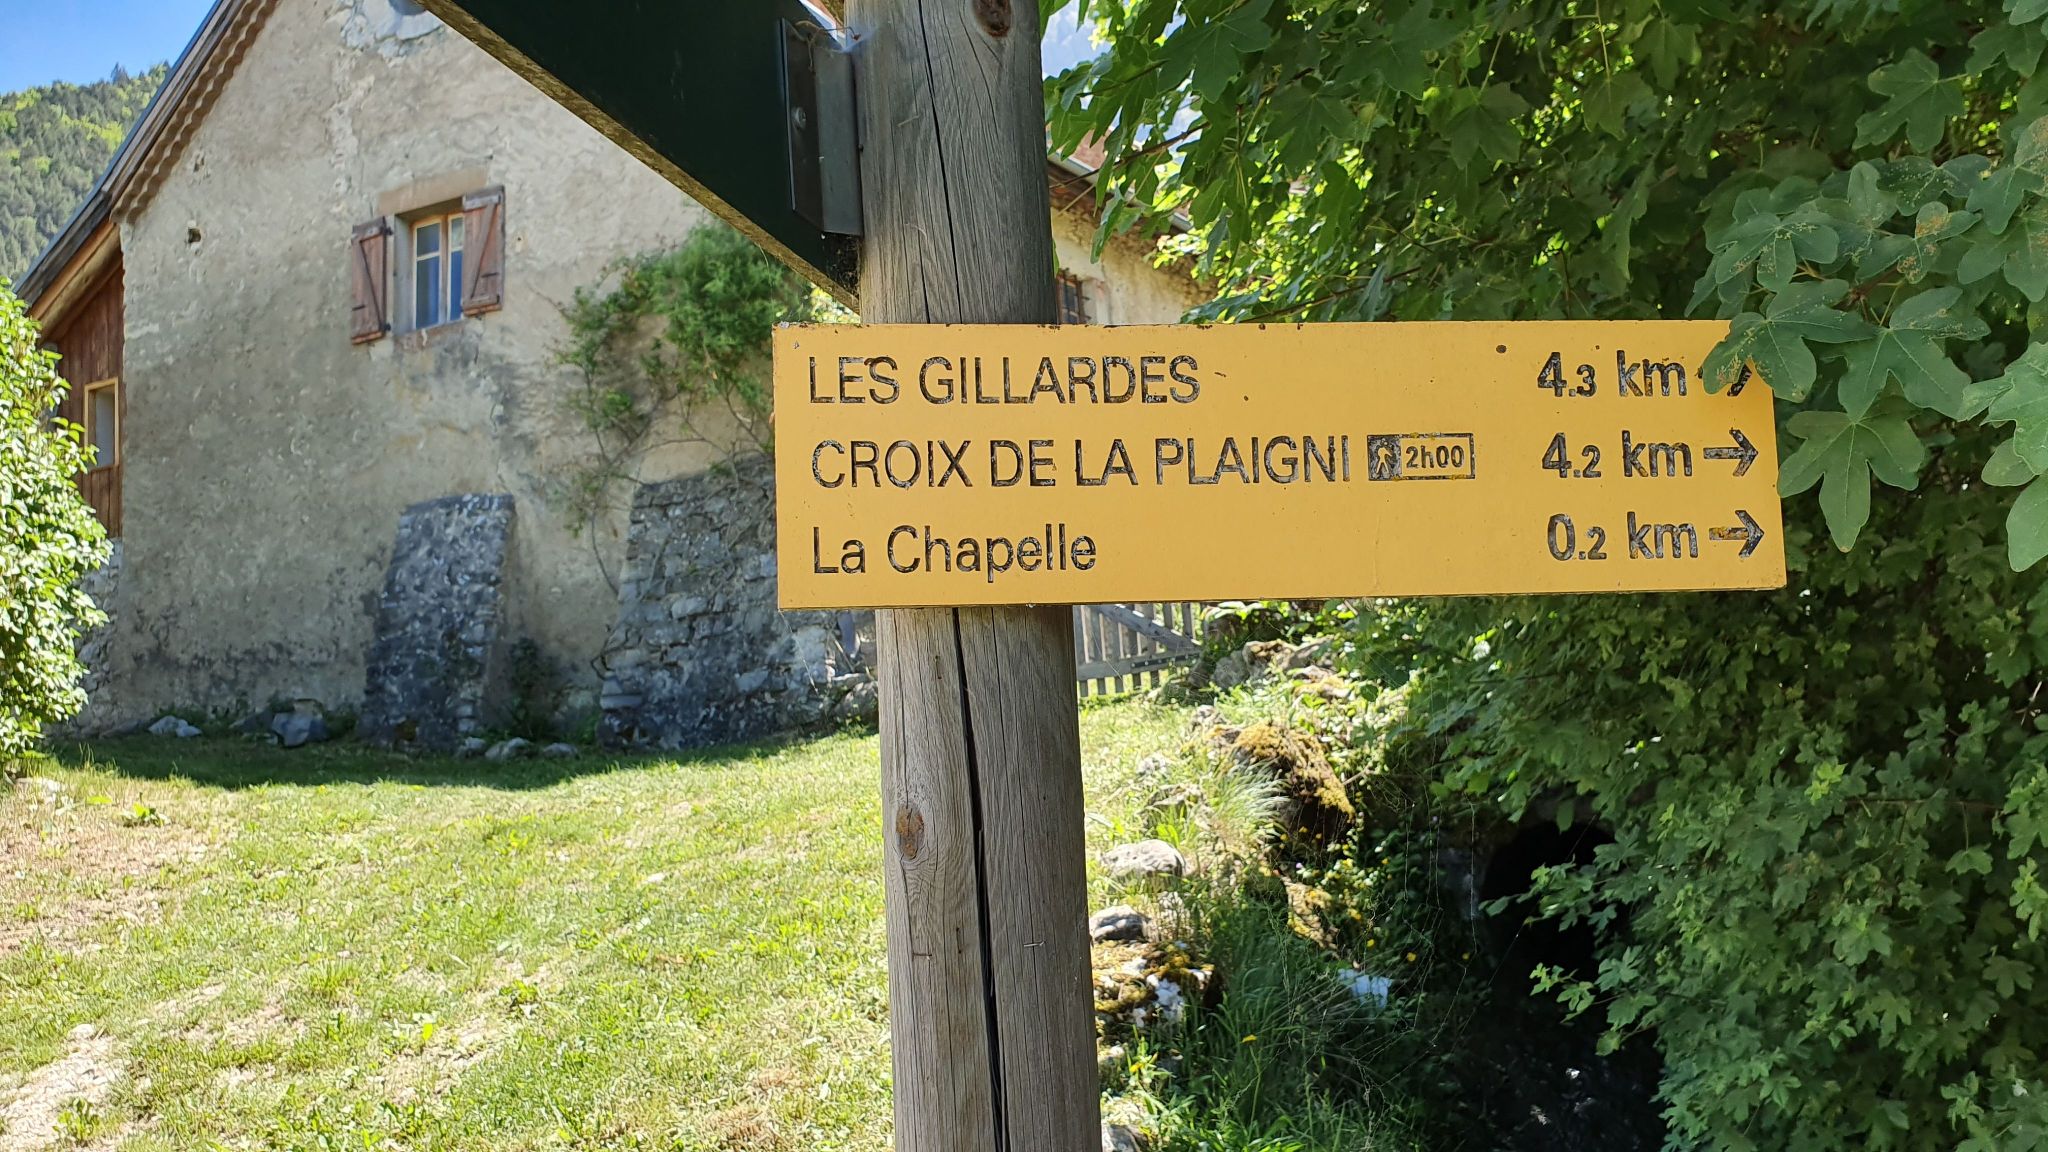 LES GILLARDES 4.3 km →
CROIX DE LA PLAIGNI 2h00 4.2 km →
La Chapelle 0.2 km →